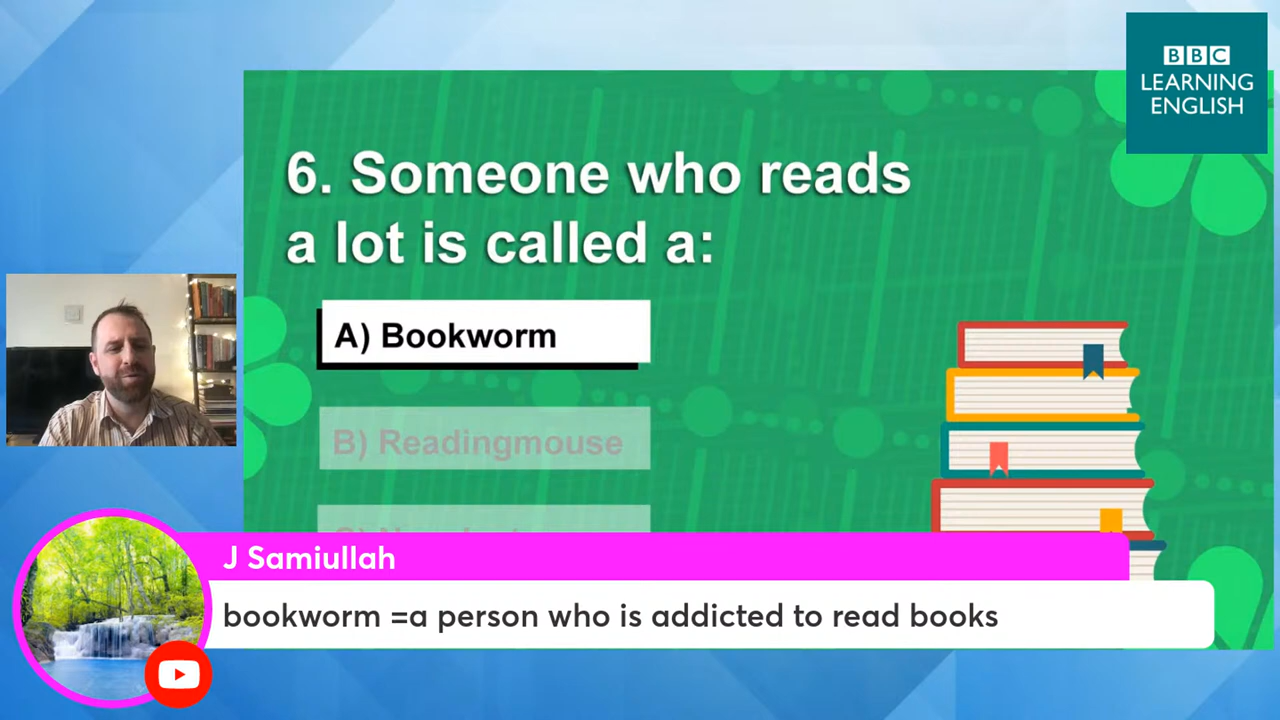 BBC
LEARNING
ENGLISH
6. Someone who reads
a lot is called a:
A) Bookworm
B) Readingmouse
J Samiullah
bookworm =a person who is addicted to read books